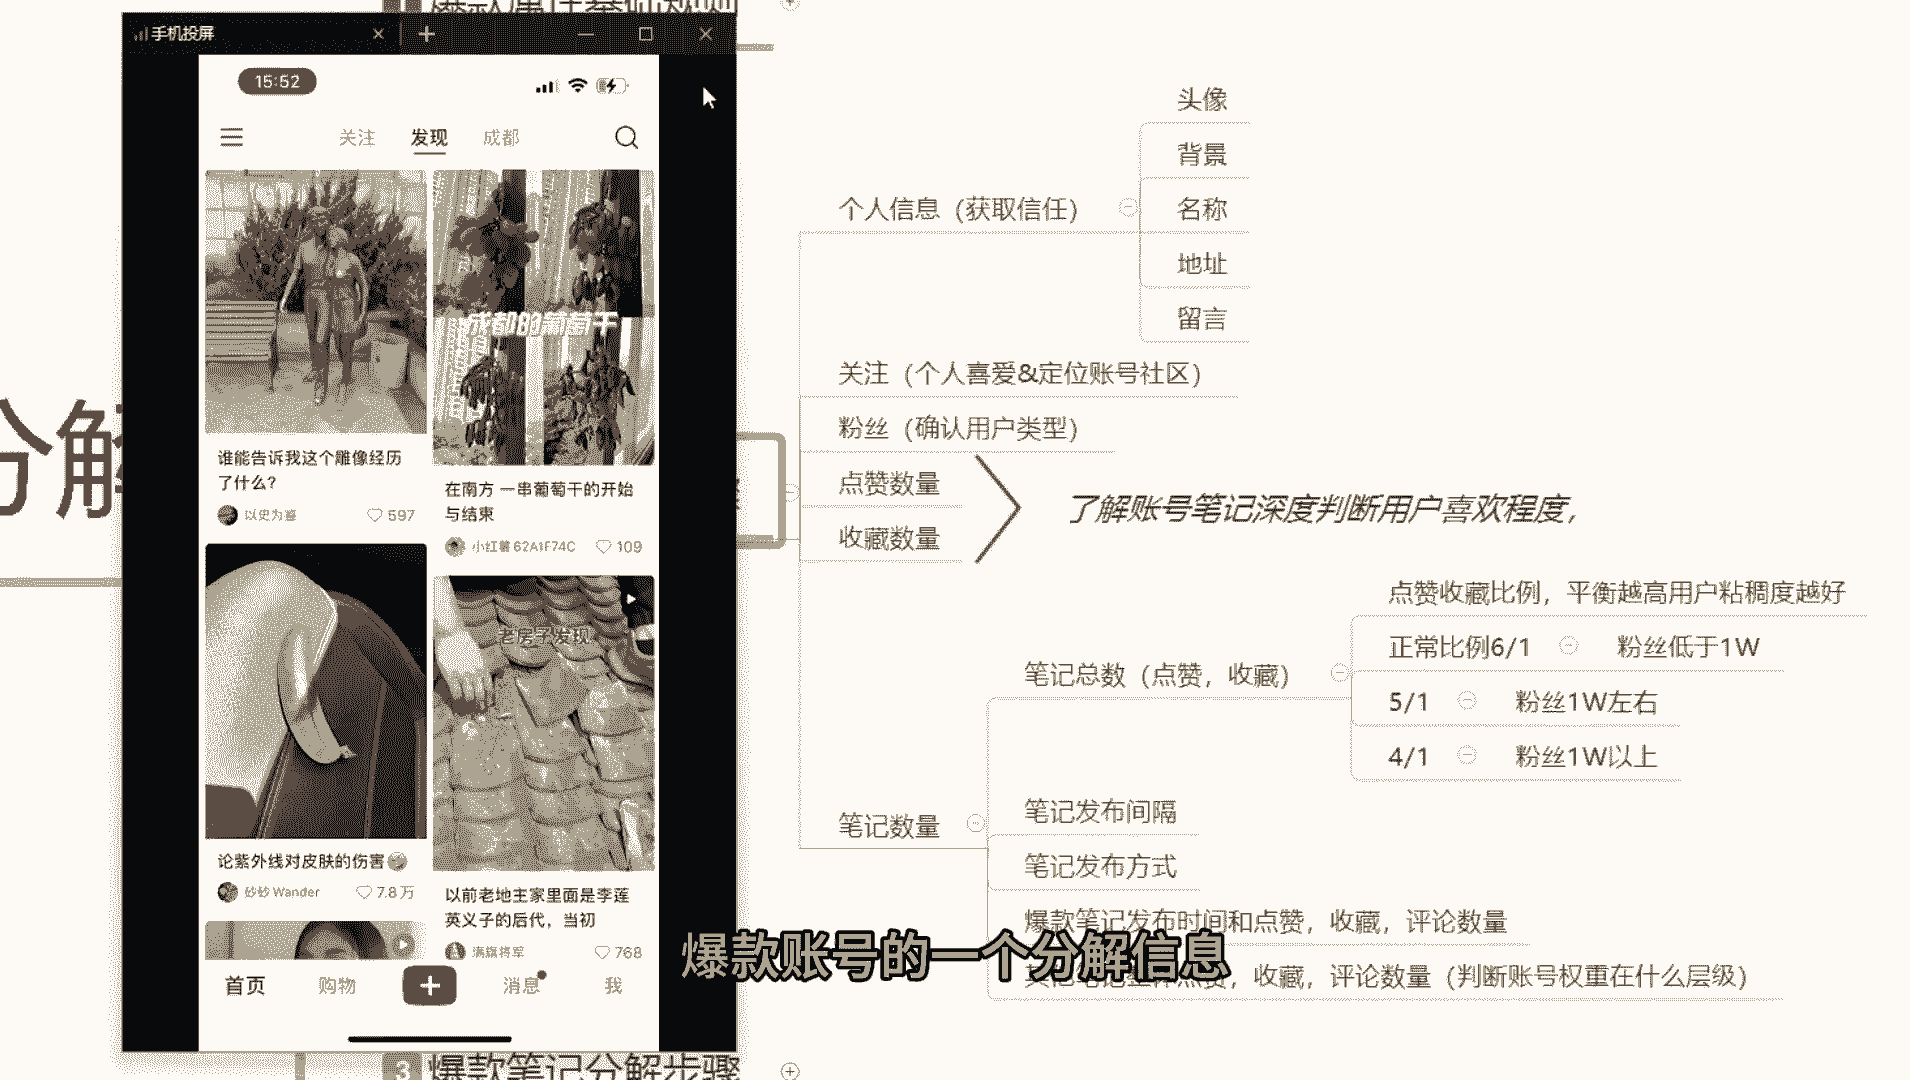 手机投屏
15:52
关注 发现 成都
成都的葡萄干
谁能告诉我这个雕像经历
了什么?
以史为鉴 597
在南方 一串葡萄干的开始
与结束
小红薯62A1F74C 109
老房子发现
论紫外线对皮肤的伤害
砂砂Wander 7.8万
以前老地主家里面是李莲
英义子的后代,当初
满旗将军 768
首页 购物 消息 我
分解
个人信息(获取信任)
头像
背景
名称
地址
留言
关注(个人喜爱&定位账号社区)
粉丝(确认用户类型)
点赞数量
收藏数量
了解账号笔记深度判断用户喜欢程度,
笔记数量
笔记总数(点赞,收藏)
点赞收藏比例,平衡越高用户粘稠度越好
正常比例6/1 粉丝低于1W
5/1 粉丝1W左右
4/1 粉丝1W以上
笔记发布间隔
笔记发布方式
爆款笔记发布时间和点赞,收藏,评论数量
收藏,评论数量(判断账号权重在什么层级)
爆款账号的一个分解信息
3 爆款笔记分解步骤